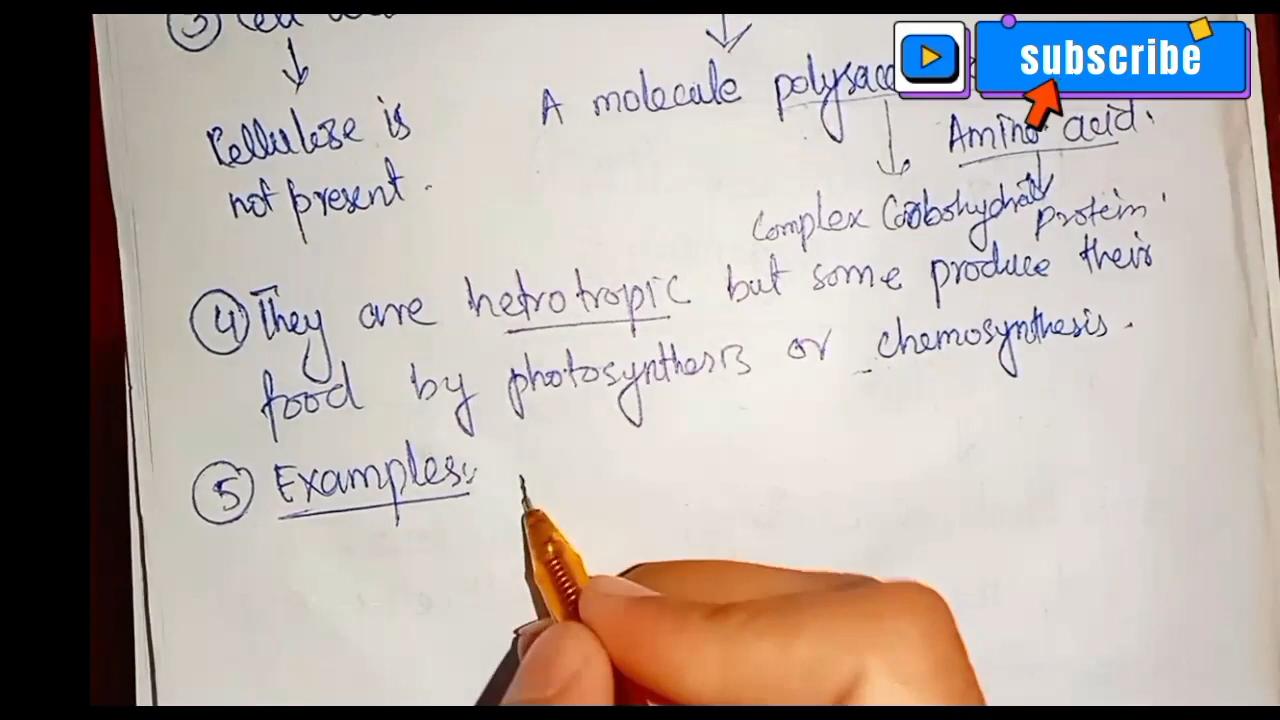 ③ Cell
subscribe
A molecule polysacc
Amino acid.
Cellulose is
not present.
Complex Carbohydrate
protein.
④ They are hetrotropic but some produce their
food by photosynthesis or chemosynthesis.
⑤ Examples: